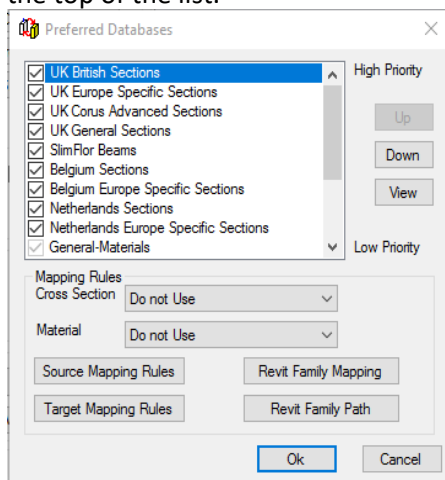 the top of the list.
Preferred Databases
UK British Sections
High Priority
UK Europe Specific Sections
UK Corus Advanced Sections
Up
UK General Sections
SlimFlor Beams
Down
Belgium Sections
Belgium Europe Specific Sections
View
Netherlands Sections
Netherlands Europe Specific Sections
General-Materials
Low Priority
Mapping Rules
Cross Section
Do not Use
Material
Do not Use
Source Mapping Rules
Revit Family Mapping
Target Mapping Rules
Revit Family Path
Ok
Cancel